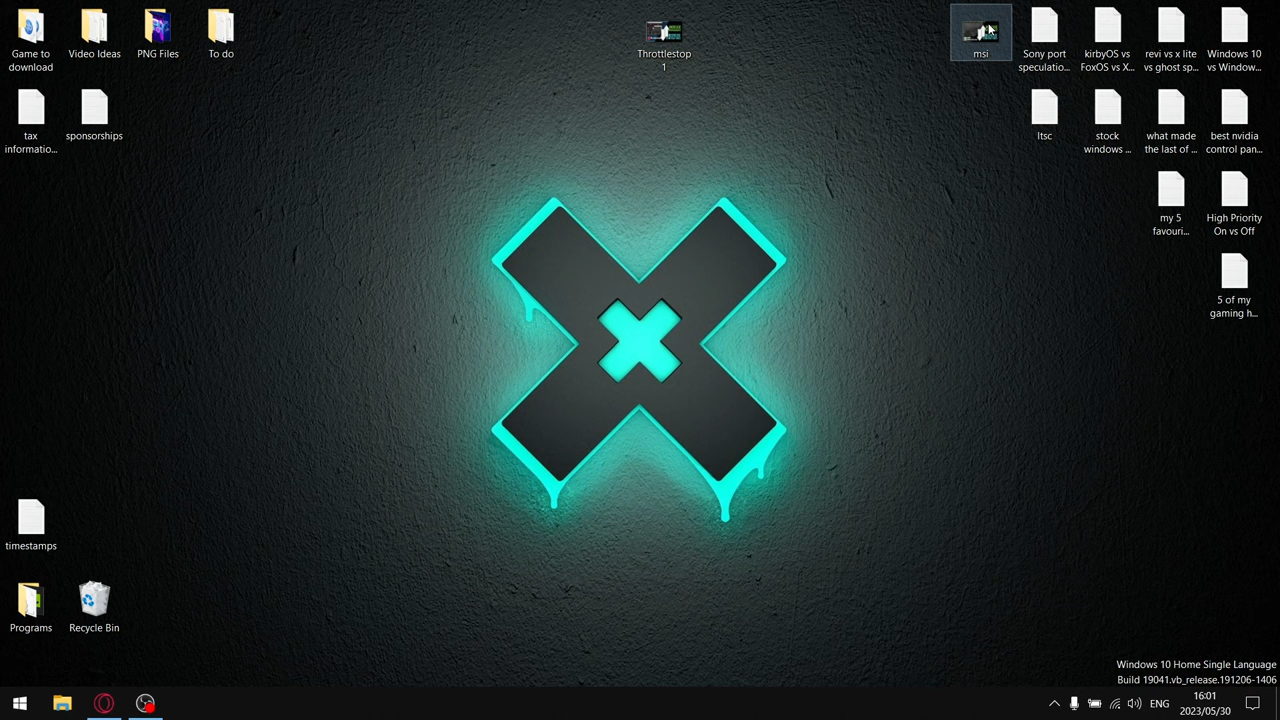 Game to
download
Video Ideas
PNG Files
To do
Throttlestop
1
msi
Sony port
speculatio...
kirbyOS vs
FoxOS vs X...
revi vs x lite
vs ghost sp...
Windows 10
vs Window...
tax
informatio...
sponsorships
ltsc
stock
windows ...
what made
the last of ...
best nvidia
control pan...
my 5
favouri...
High Priority
On vs Off
5 of my
gaming h...
timestamps
Programs
Recycle Bin
Windows 10 Home Single Language
Build 19041.vb_release.191206-1406
ENG
16:01
2023/05/30